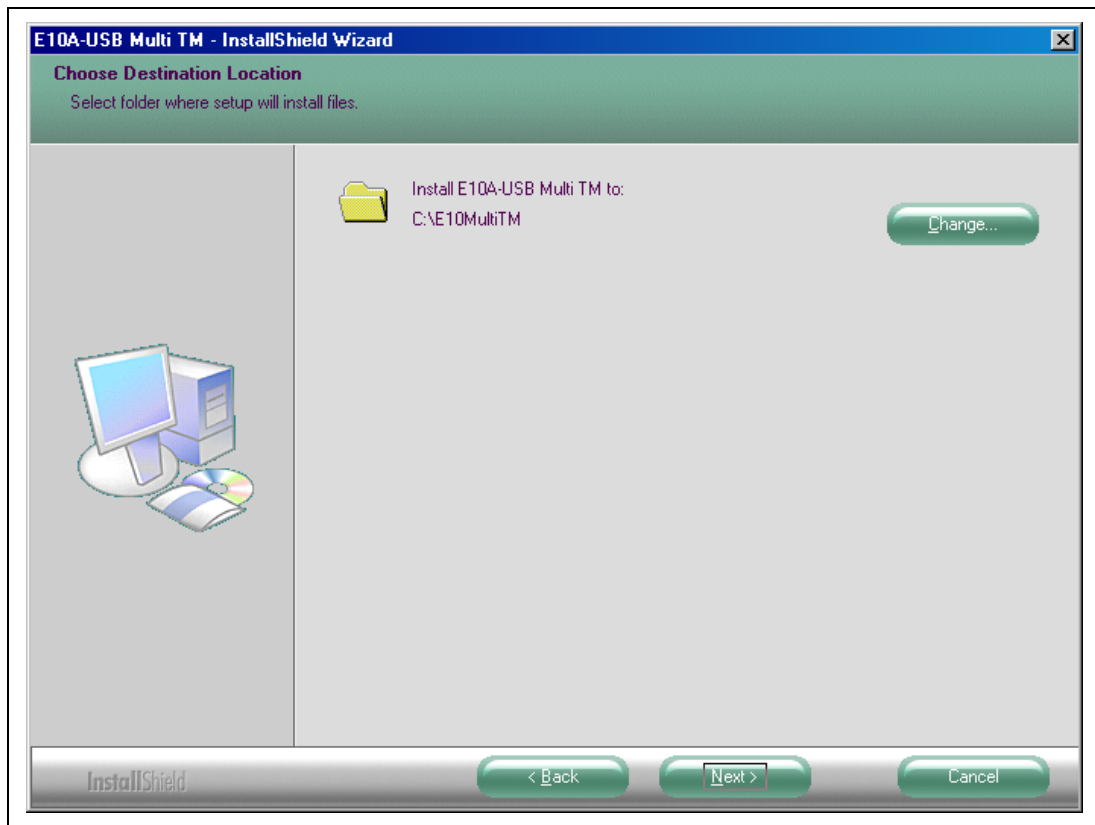 E10A-USB Multi TM - InstallShield Wizard
Choose Destination Location
Select folder where setup will install files.
Install E10A-USB Multi TM to:
C:\E10MultiTM
Change...
InstallShield
< Back
Next >
Cancel